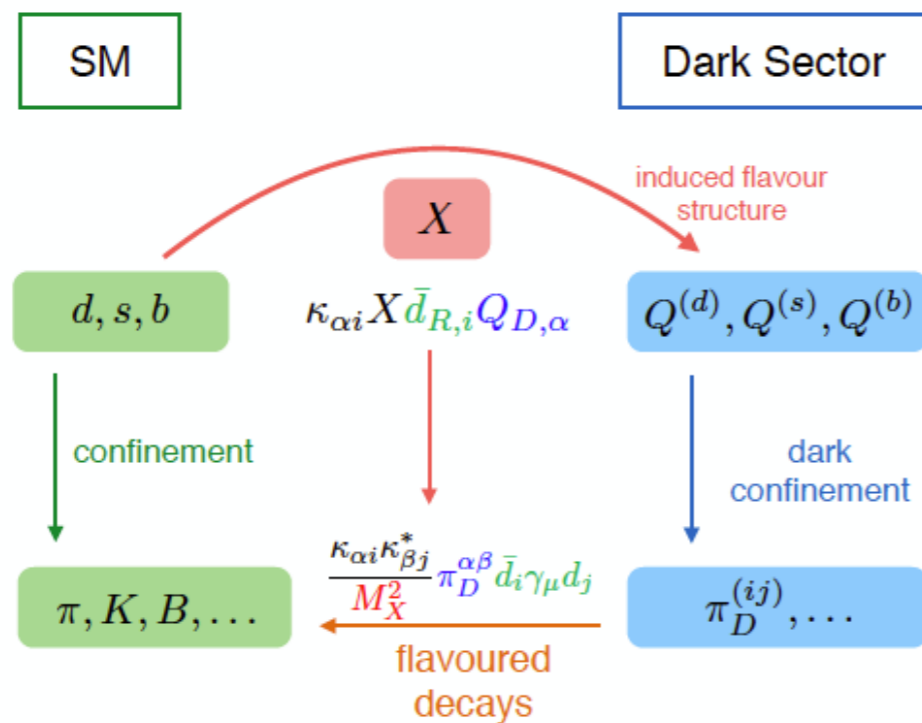 SM
Dark Sector
induced flavour
structure
X
d, s, b
κ_{αi} X d̄_{R,i} Q_{D,α}
Q^{(d)}, Q^{(s)}, Q^{(b)}
confinement
dark
confinement
\frac{κ_{αi} κ^*_{βj}}{M_X^2} π_D^{αβ} d̄_i γ_μ d_j
π, K, B, ...
π_D^{(ij)}, ...
flavoured
decays